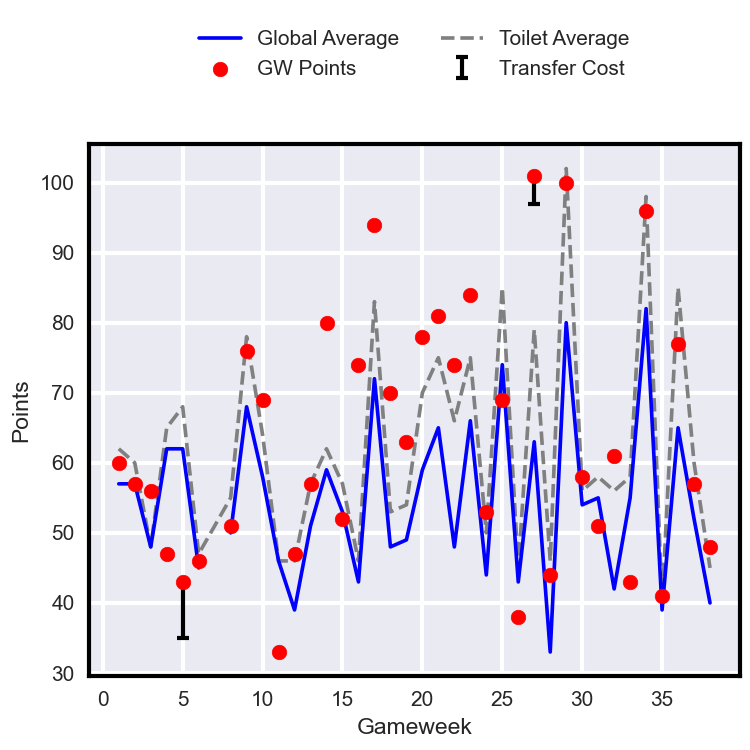 Global Average
Toilet Average
GW Points
Transfer Cost
100
90
80
70
60
50
40
30
Points
0 5 10 15 20 25 30 35
Gameweek